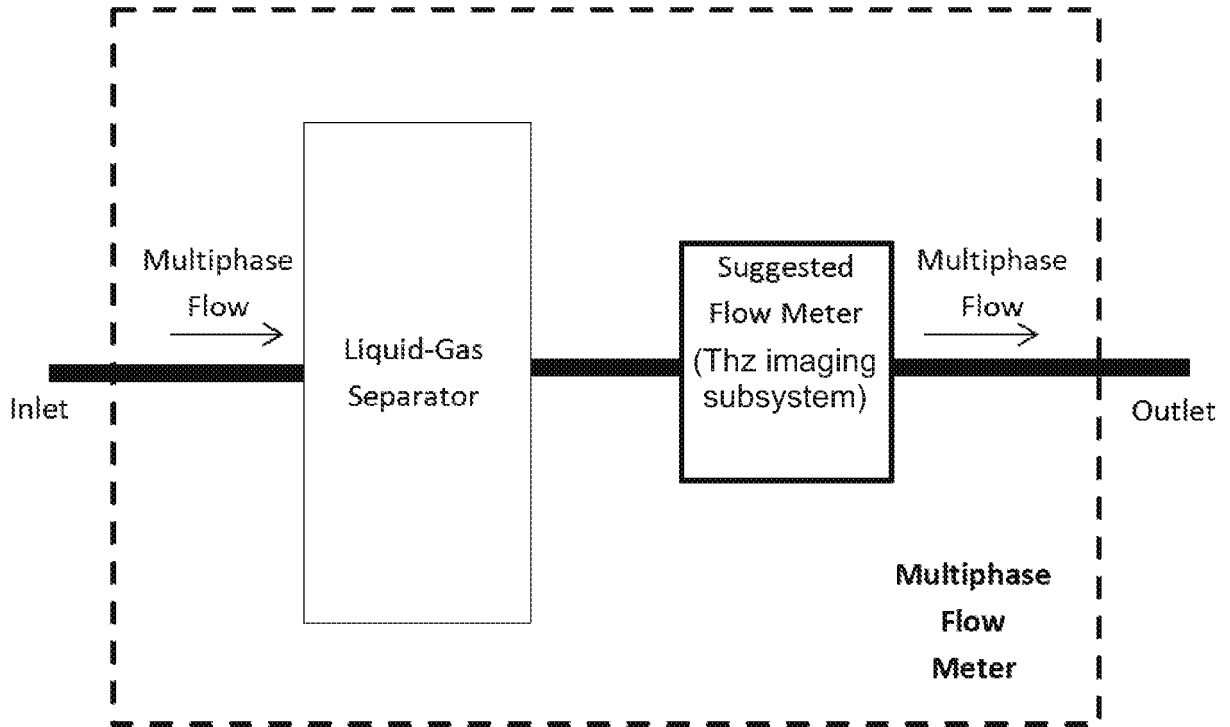 Multiphase
Flow
Inlet
Liquid-Gas
Separator
Suggested
Flow Meter
(Thz imaging
subsystem)
Multiphase
Flow
Outlet
Multiphase
Flow
Meter